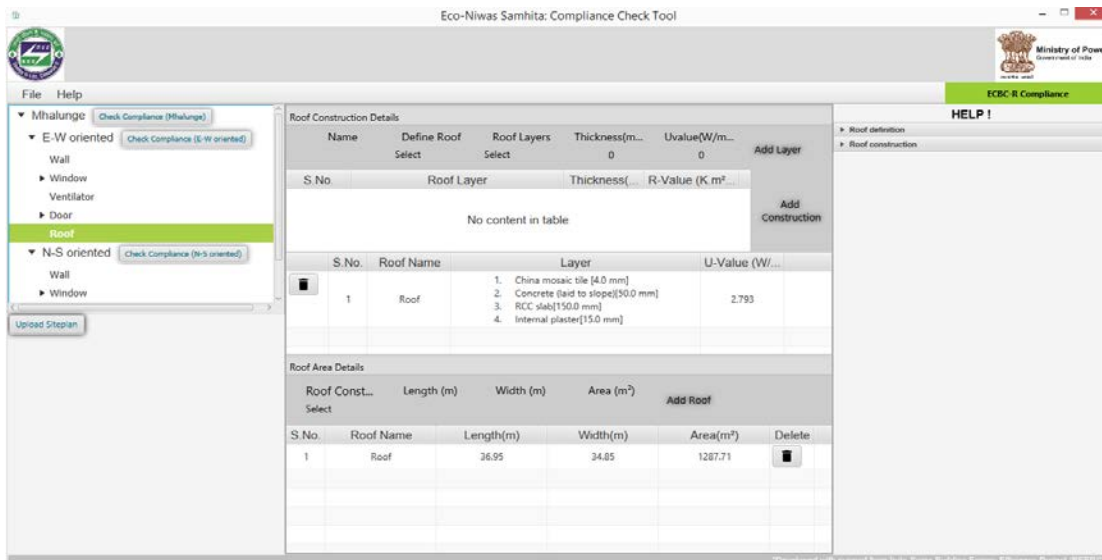 Eco-Niwas Samhita: Compliance Check Tool
Ministry of Powe
Government of India
File Help
ECBC-R Compliance
Mhalunge Check Compliance (Mhalunge)
E-W oriented Check Compliance (E-W oriented)
Wall
Window
Ventilator
Door
Roof
N-S oriented Check Compliance (N-S oriented)
Wall
Window
Upload Siteplan
Roof Construction Details
Name Define Roof Roof Layers Thickness(m... Uvalue(W/m...
Select Select 0 0 Add Layer
S.No. Roof Layer Thickness(... R-Value (K.m²...
No content in table
Add
Construction
S.No. Roof Name Layer U-Value (W/...
1 Roof 2.793
1. China mosaic tile [4.0 mm]
2. Concrete (laid to slope)[50.0 mm]
3. RCC slab[150.0 mm]
4. Internal plaster[15.0 mm]
Roof Area Details
Roof Const... Length (m) Width (m) Area (m²)
Select Add Roof
S.No. Roof Name Length(m) Width(m) Area(m²) Delete
1 Roof 36.95 34.85 1287.71
HELP !
Roof definition
Roof construction